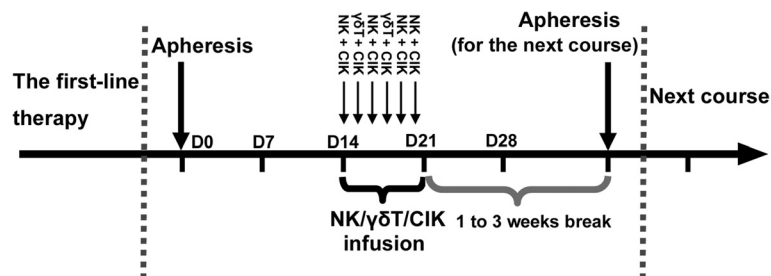 NK + CIK
γδT + CIK
NK + CIK
γδT + CIK
NK + CIK
NK + CIK
Apheresis
Apheresis
(for the next course)
The first-line
therapy
Next course
D0
D7
D14
D21
D28
NK/γδT/CIK
infusion
1 to 3 weeks break